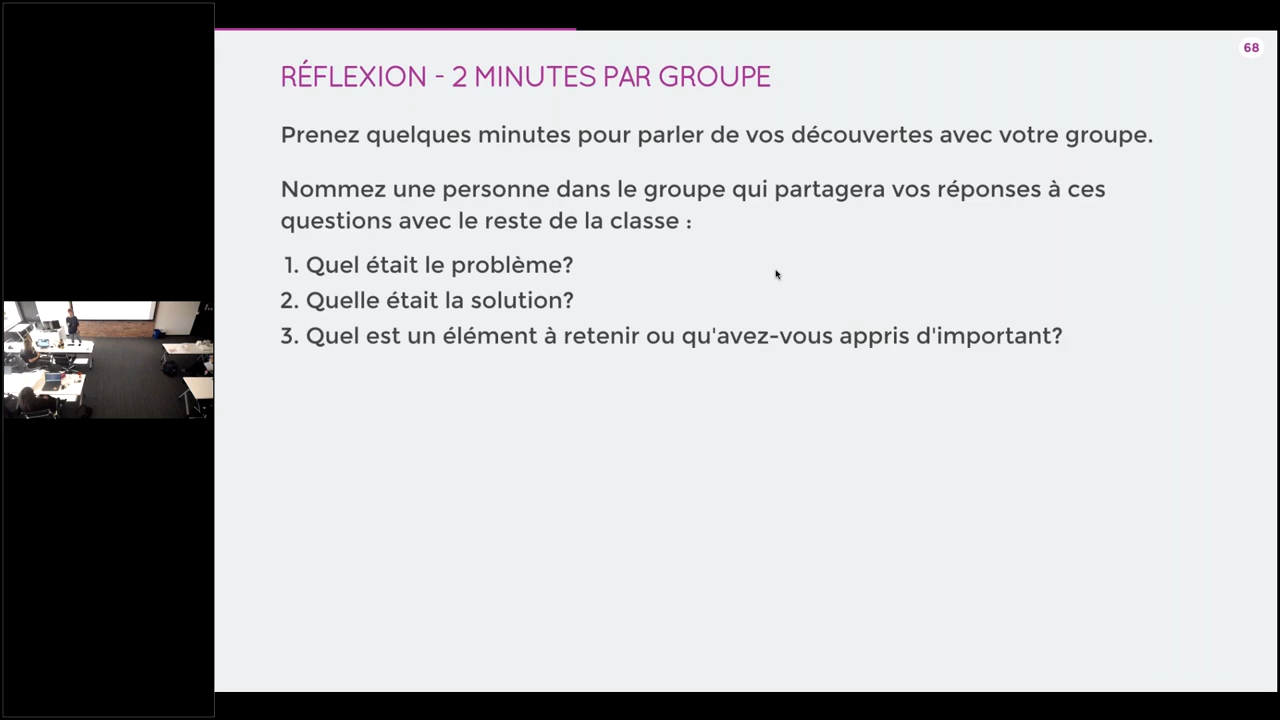 68
RÉFLEXION - 2 MINUTES PAR GROUPE
Prenez quelques minutes pour parler de vos découvertes avec votre groupe.
Nommez une personne dans le groupe qui partagera vos réponses à ces
questions avec le reste de la classe :
1. Quel était le problème?
2. Quelle était la solution?
3. Quel est un élément à retenir ou qu'avez-vous appris d'important?